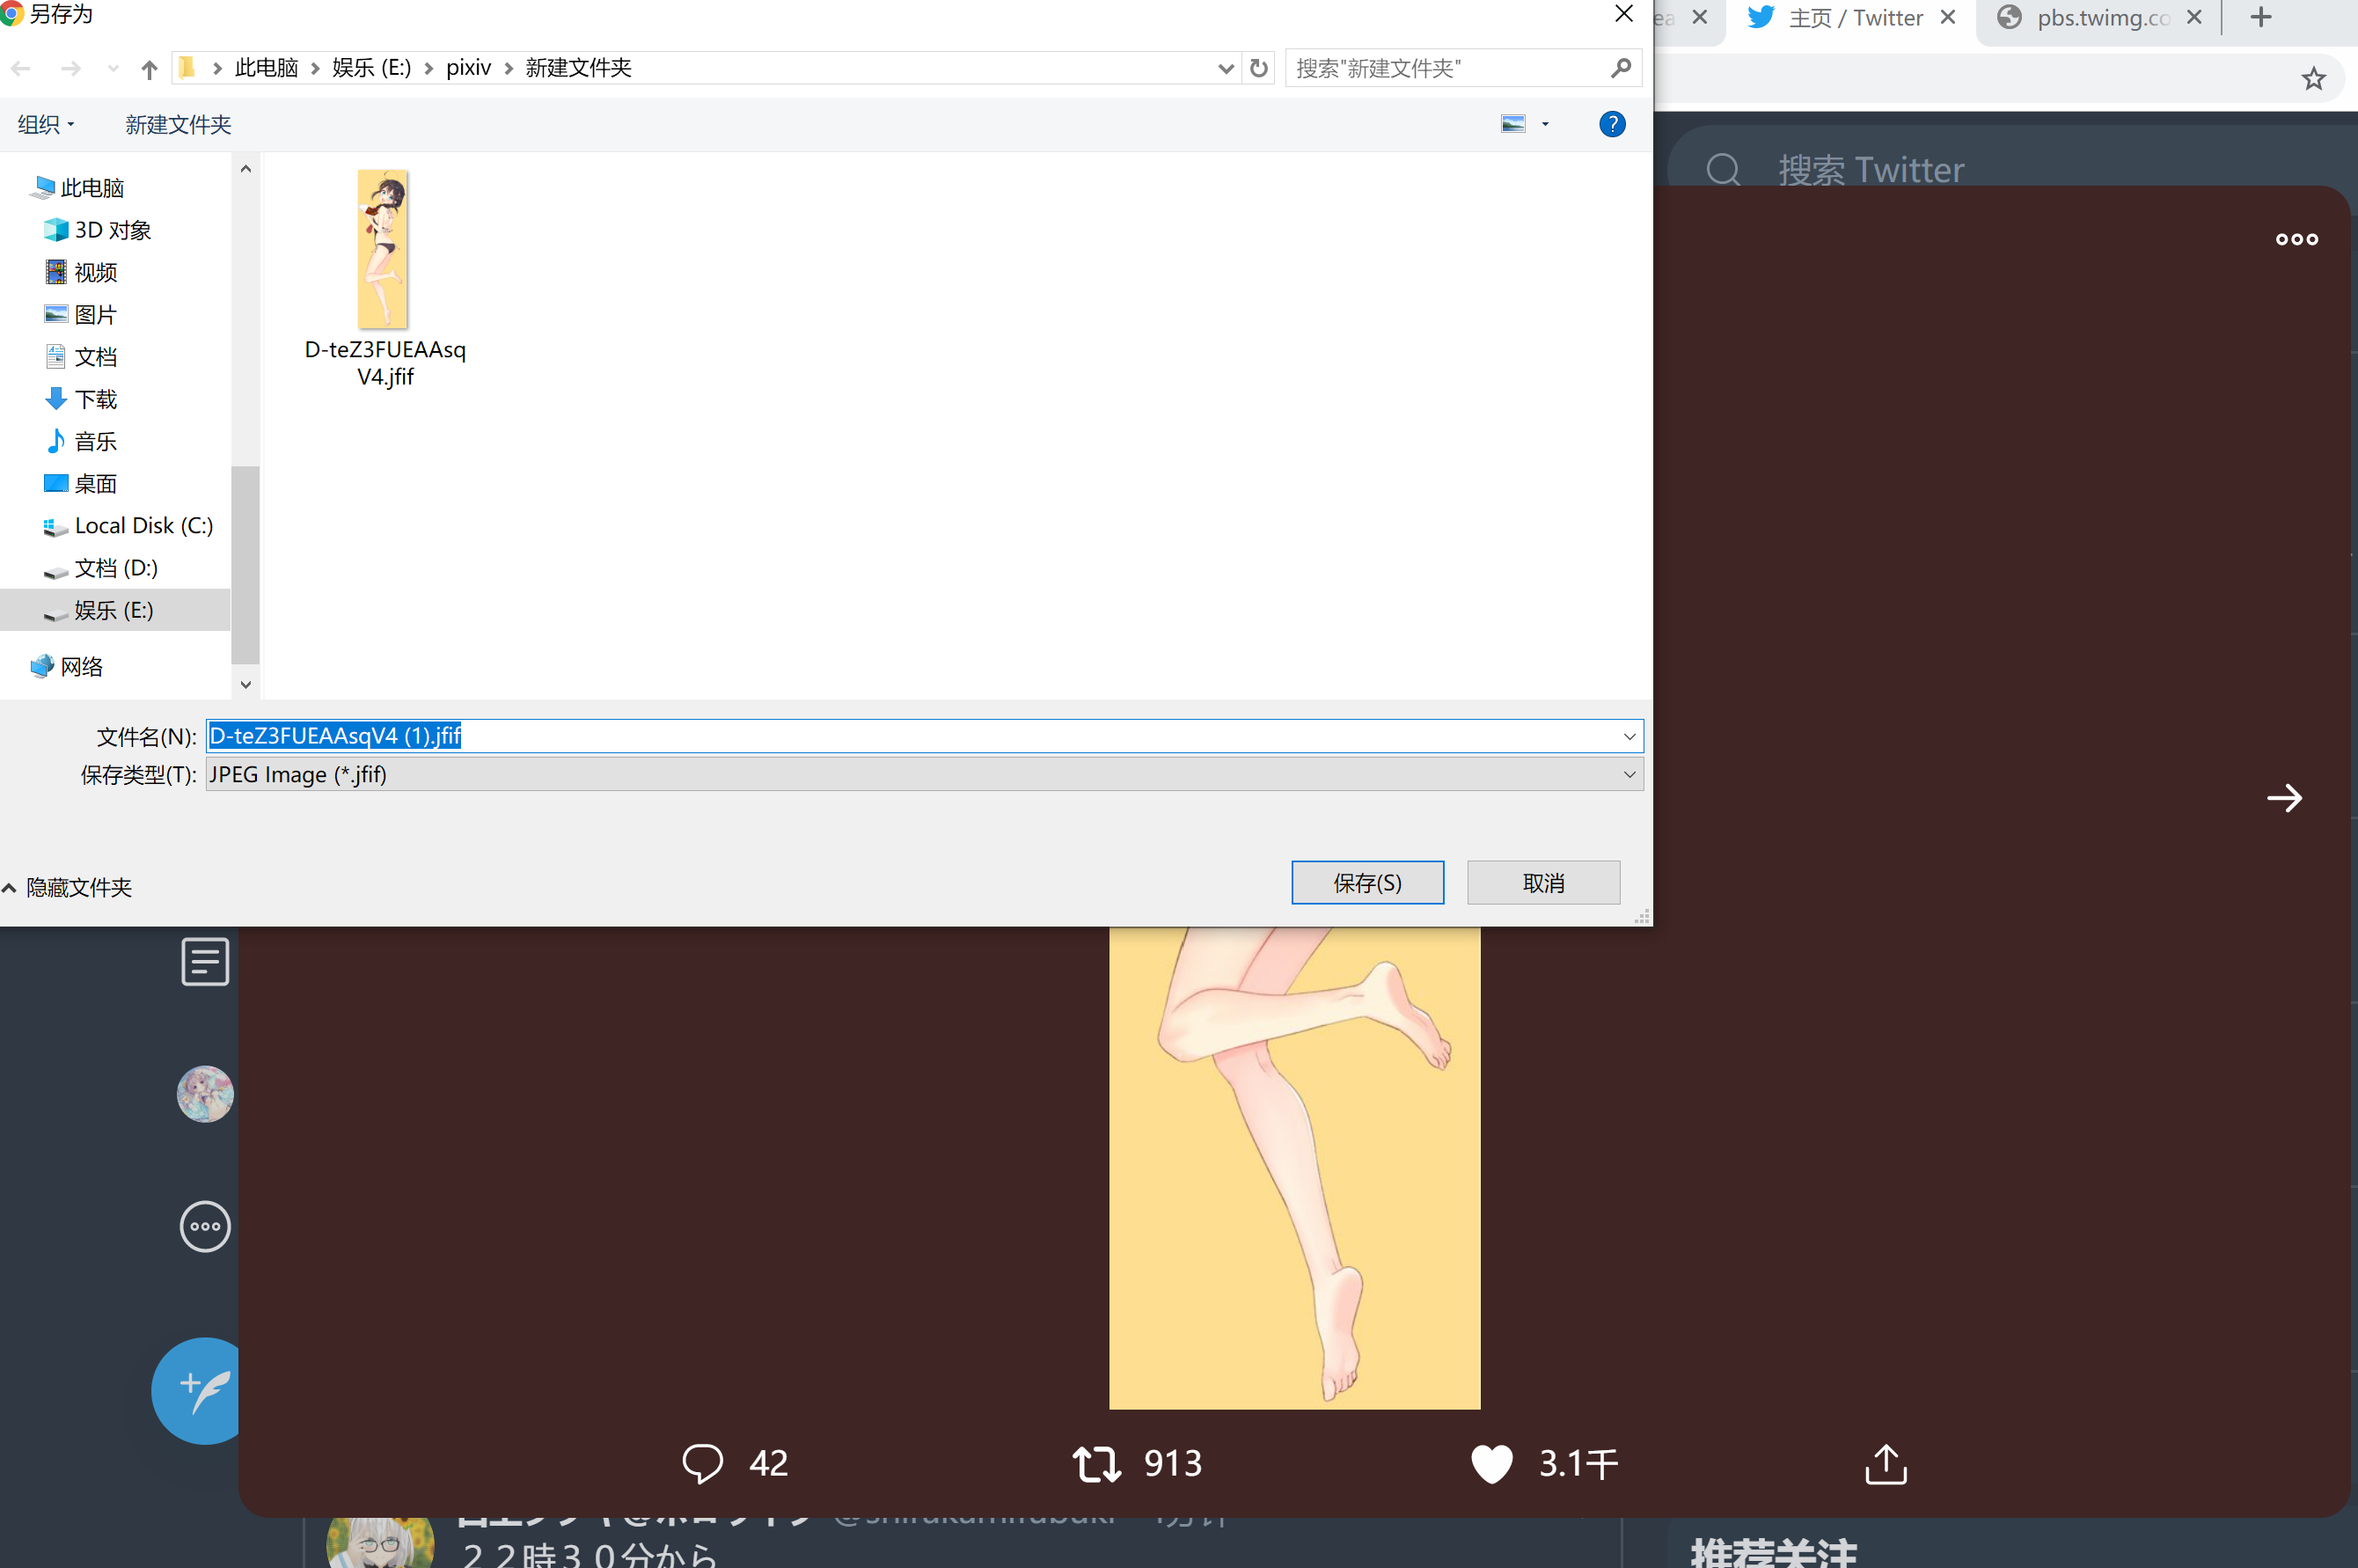 另存为
主页 / Twitter
pbs.twimg.co
此电脑 > 娱乐 (E:) > pixiv > 新建文件夹
搜索"新建文件夹"
组织
新建文件夹
搜索 Twitter
此电脑
3D 对象
视频
图片
文档
下载
音乐
桌面
Local Disk (C:)
文档 (D:)
娱乐 (E:)
网络
D-teZ3FUEAAsq
V4.jfif
文件名(N):
D-teZ3FUEAAsqV4 (1).jfif
保存类型(T):
JPEG Image (*.jfif)
隐藏文件夹
保存(S)
取消
42
913
3.1千
22時30分から
推荐关注